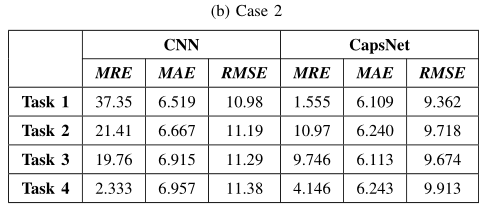 (b) Case 2
CNN CapsNet
MRE MAE RMSE MRE MAE RMSE
Task 1 37.35 6.519 10.98 1.555 6.109 9.362
Task 2 21.41 6.667 11.19 10.97 6.240 9.718
Task 3 19.76 6.915 11.29 9.746 6.113 9.674
Task 4 2.333 6.957 11.38 4.146 6.243 9.913